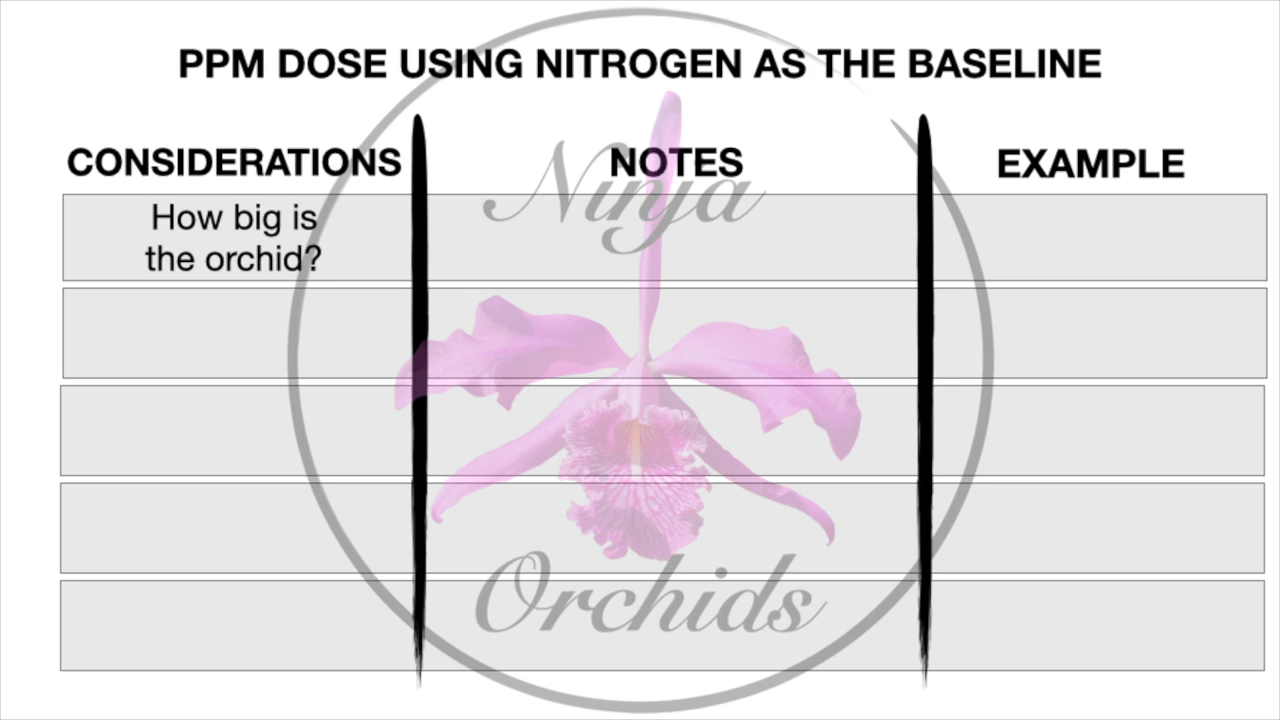 PPM DOSE USING NITROGEN AS THE BASELINE
CONSIDERATIONS
NOTES
EXAMPLE
How big is
the orchid?
Ninja
Orchids